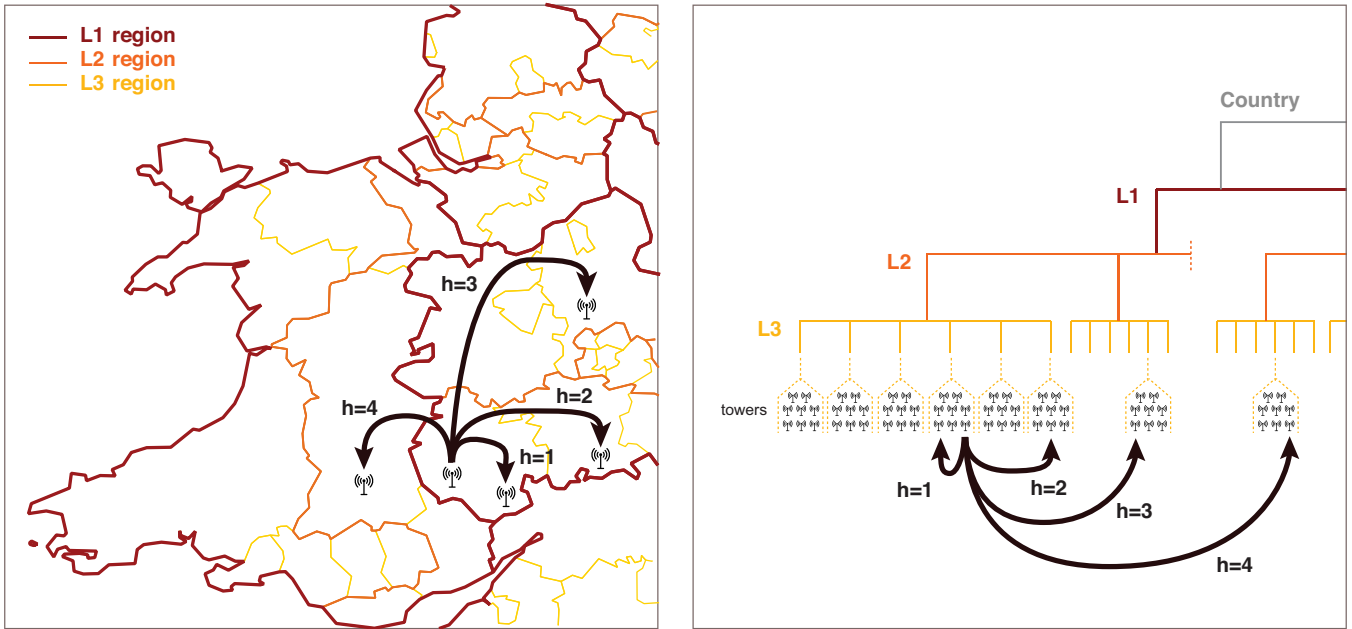 L1 region
L2 region
L3 region
h=3
h=2
h=4
h=1
Country
L1
L2
L3
towers
h=1
h=2
h=3
h=4